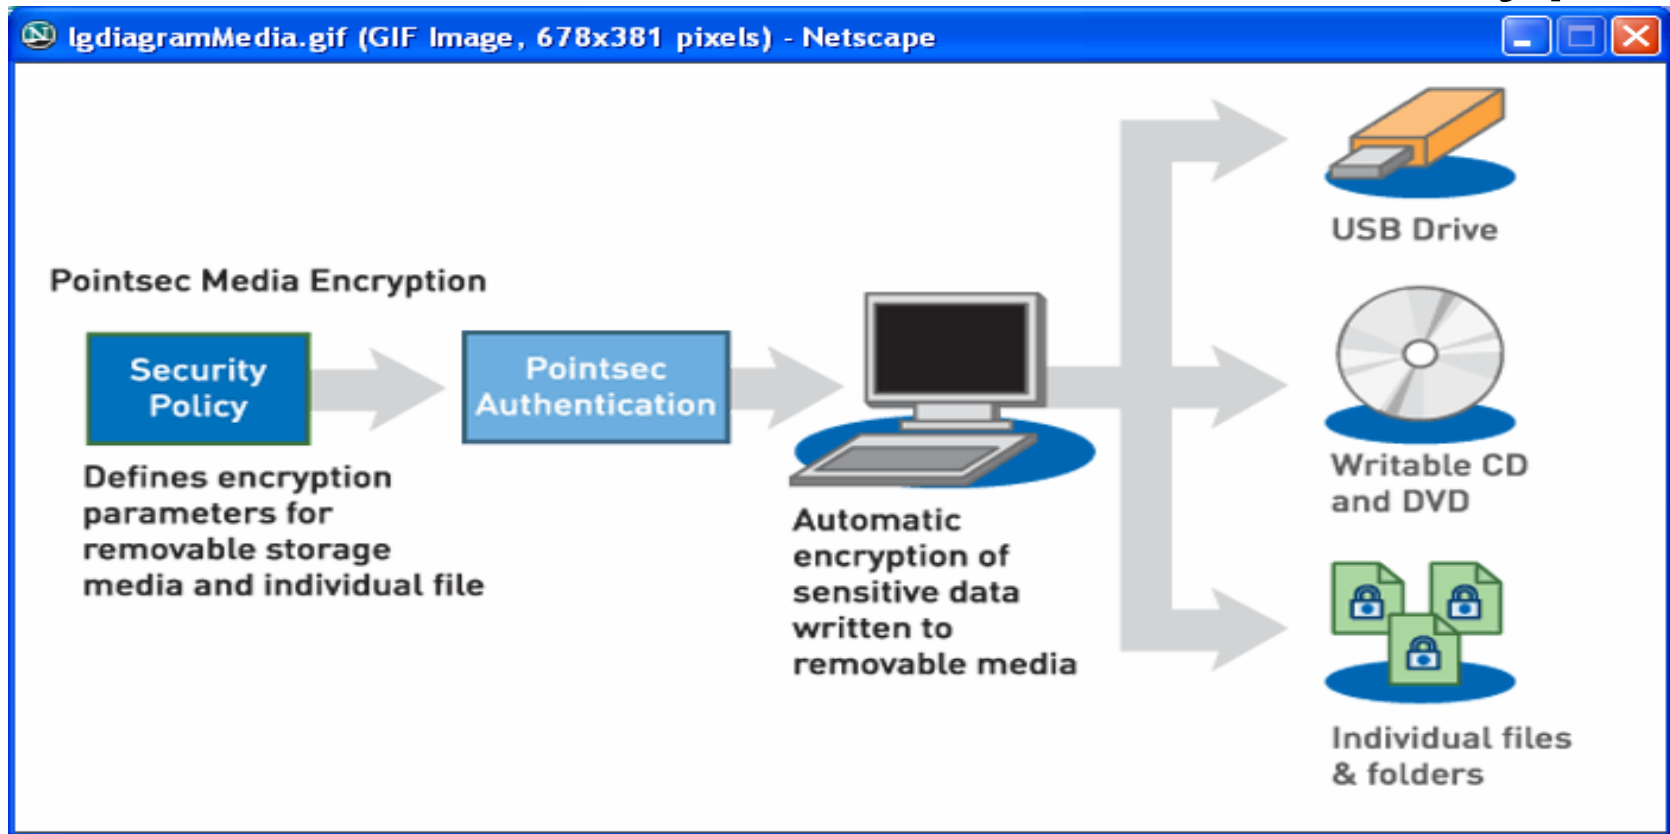 lgdiagramMedia.gif (GIF Image, 678x381 pixels) - Netscape
Pointsec Media Encryption
Security
Policy
Defines encryption
parameters for
removable storage
media and individual file
Pointsec
Authentication
Automatic
encryption of
sensitive data
written to
removable media
USB Drive
Writable CD
and DVD
Individual files
& folders